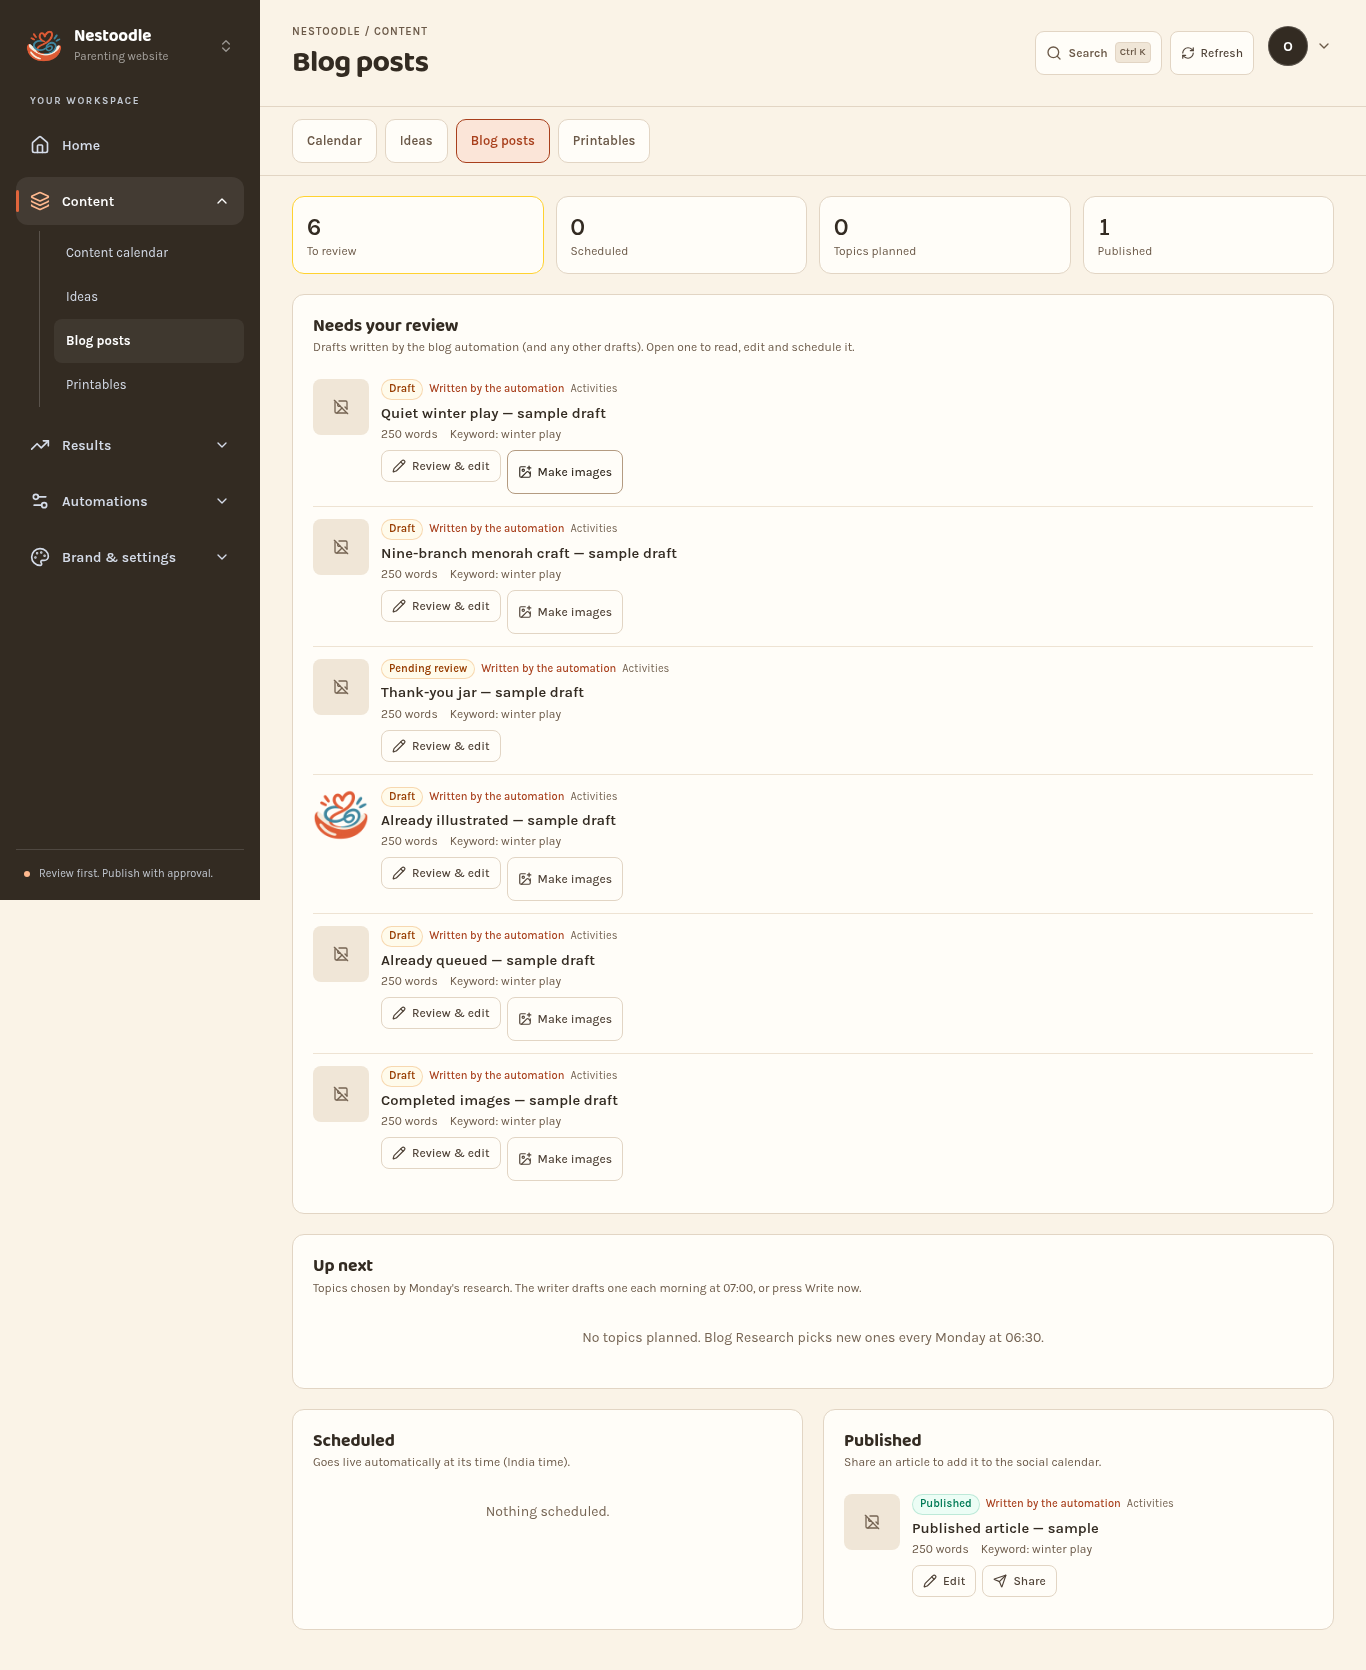 Nestoodle
Parenting website
YOUR WORKSPACE
Home
Content
Content calendar
Ideas
Blog posts
Printables
Results
Automations
Brand & settings
Review first. Publish with approval.
NESTOODLE / CONTENT
Blog posts
Search Ctrl K
Refresh
O
Calendar
Ideas
Blog posts
Printables
6
To review
0
Scheduled
0
Topics planned
1
Published
Needs your review
Drafts written by the blog automation (and any other drafts). Open one to read, edit and schedule it.
Draft Written by the automation Activities
Quiet winter play — sample draft
250 words Keyword: winter play
Review & edit Make images
Draft Written by the automation Activities
Nine-branch menorah craft — sample draft
250 words Keyword: winter play
Review & edit Make images
Pending review Written by the automation Activities
Thank-you jar — sample draft
250 words Keyword: winter play
Review & edit
Draft Written by the automation Activities
Already illustrated — sample draft
250 words Keyword: winter play
Review & edit Make images
Draft Written by the automation Activities
Already queued — sample draft
250 words Keyword: winter play
Review & edit Make images
Draft Written by the automation Activities
Completed images — sample draft
250 words Keyword: winter play
Review & edit Make images
Up next
Topics chosen by Monday's research. The writer drafts one each morning at 07:00, or press Write now.
No topics planned. Blog Research picks new ones every Monday at 06:30.
Scheduled
Goes live automatically at its time (India time).
Nothing scheduled.
Published
Share an article to add it to the social calendar.
Published Written by the automation Activities
Published article — sample
250 words Keyword: winter play
Edit Share